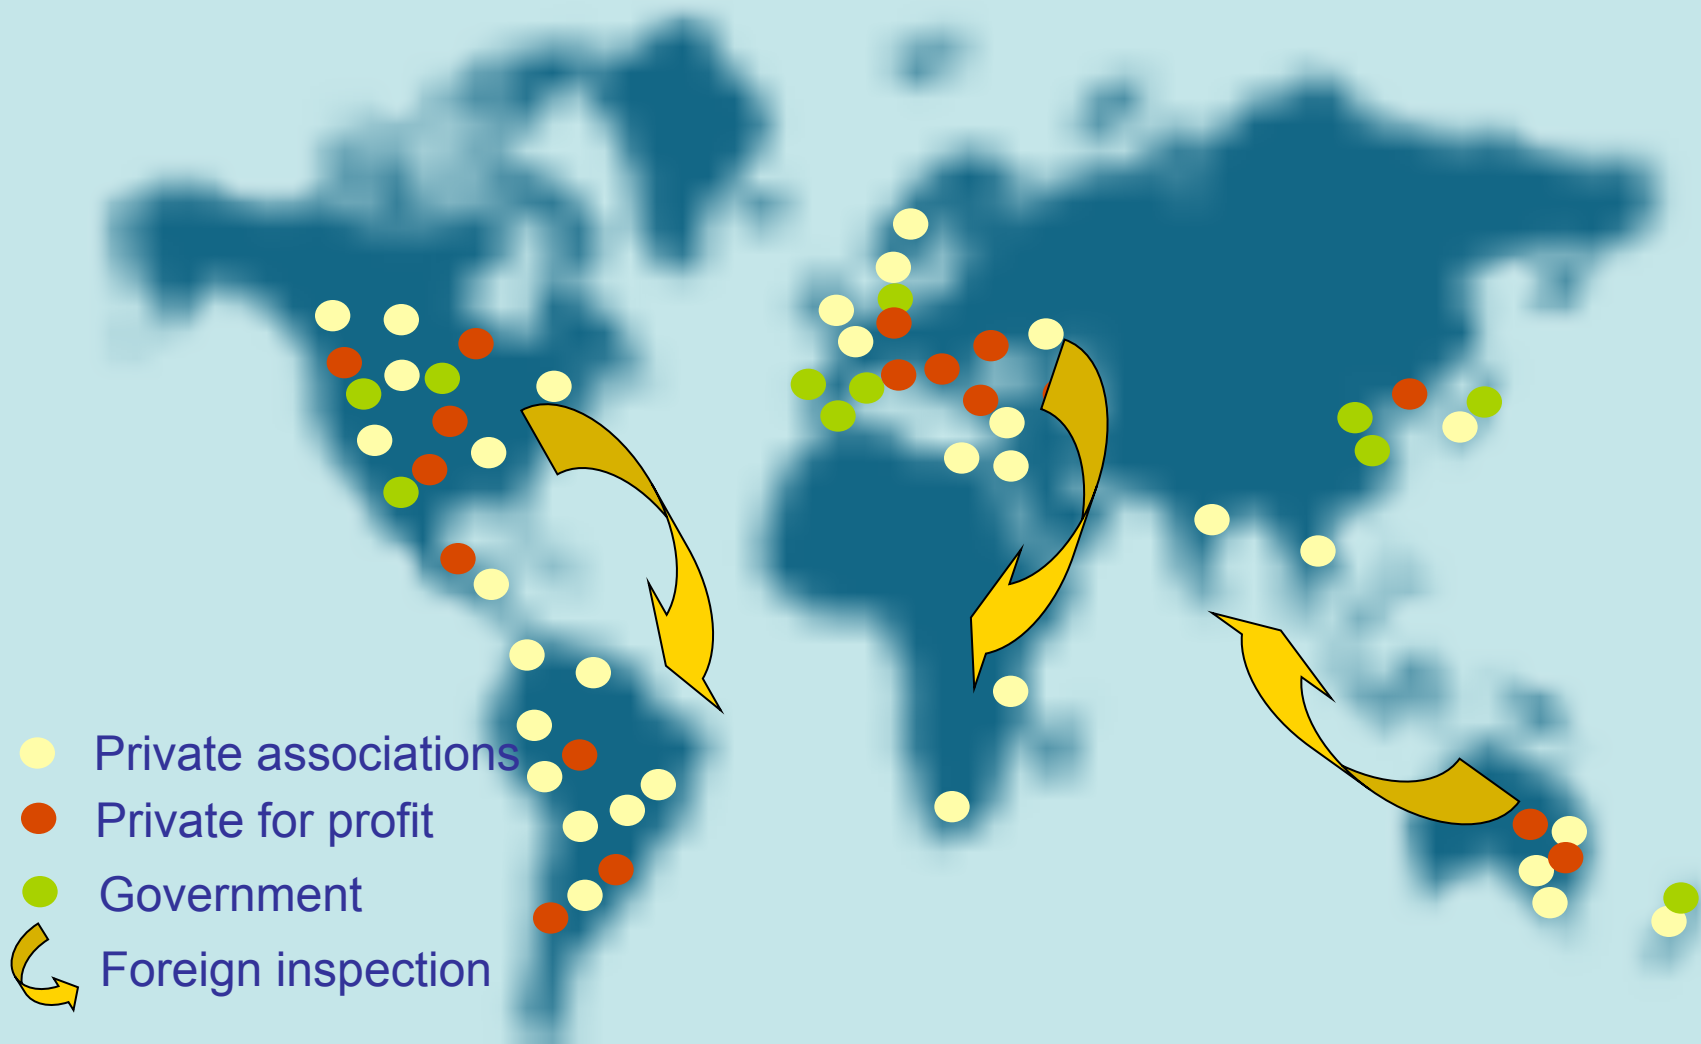 Private associations
Private for profit
Government
Foreign inspection